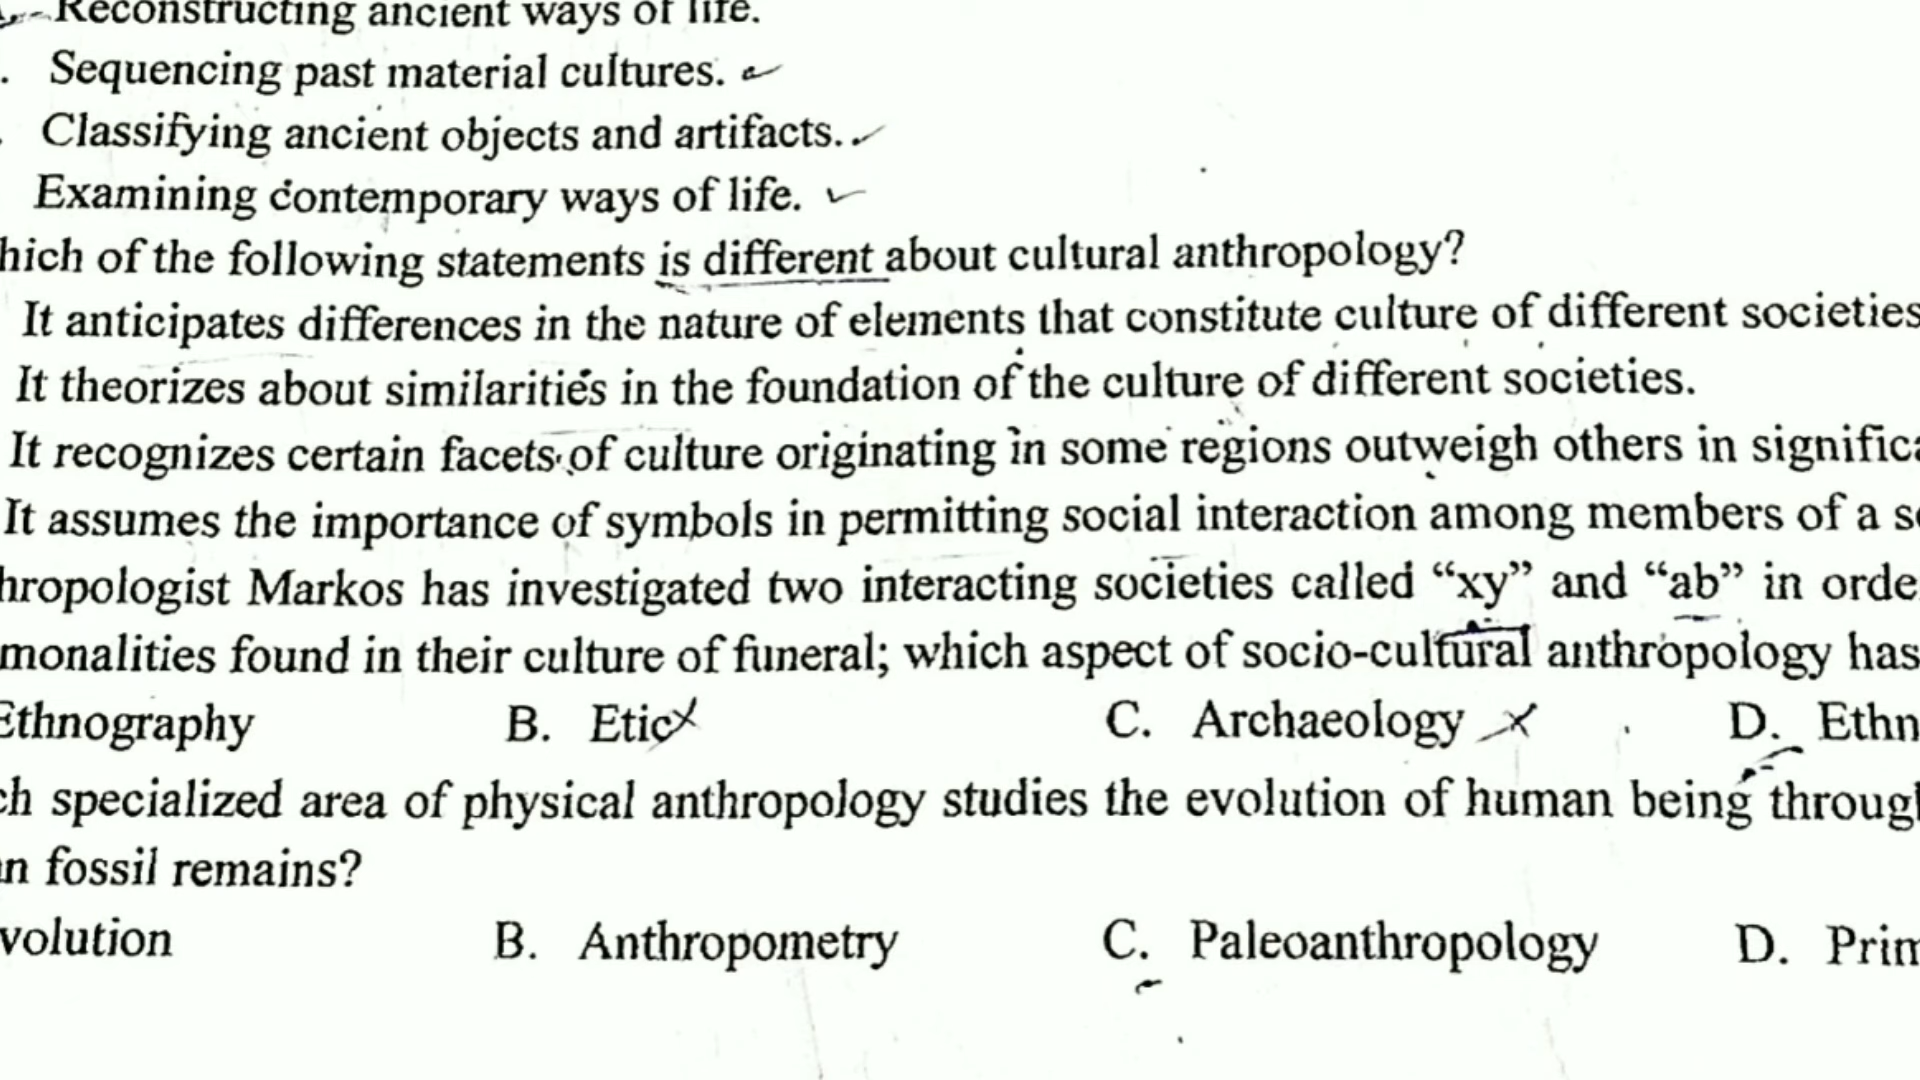 Reconstructing ancient ways of life.
. Sequencing past material cultures.
. Classifying ancient objects and artifacts.
Examining contemporary ways of life.
hich of the following statements is different about cultural anthropology?
It anticipates differences in the nature of elements that constitute culture of different societies
It theorizes about similarities in the foundation of the culture of different societies.
It recognizes certain facets of culture originating in some regions outweigh others in signific
It assumes the importance of symbols in permitting social interaction among members of a s
hropologist Markos has investigated two interacting societies called “xy” and “ab” in orde
monalities found in their culture of funeral; which aspect of socio-cultural anthropology has
Ethnography B. Etic C. Archaeology D. Ethn
ch specialized area of physical anthropology studies the evolution of human being throug
n fossil remains?
volution B. Anthropometry C. Paleoanthropology D. Prim